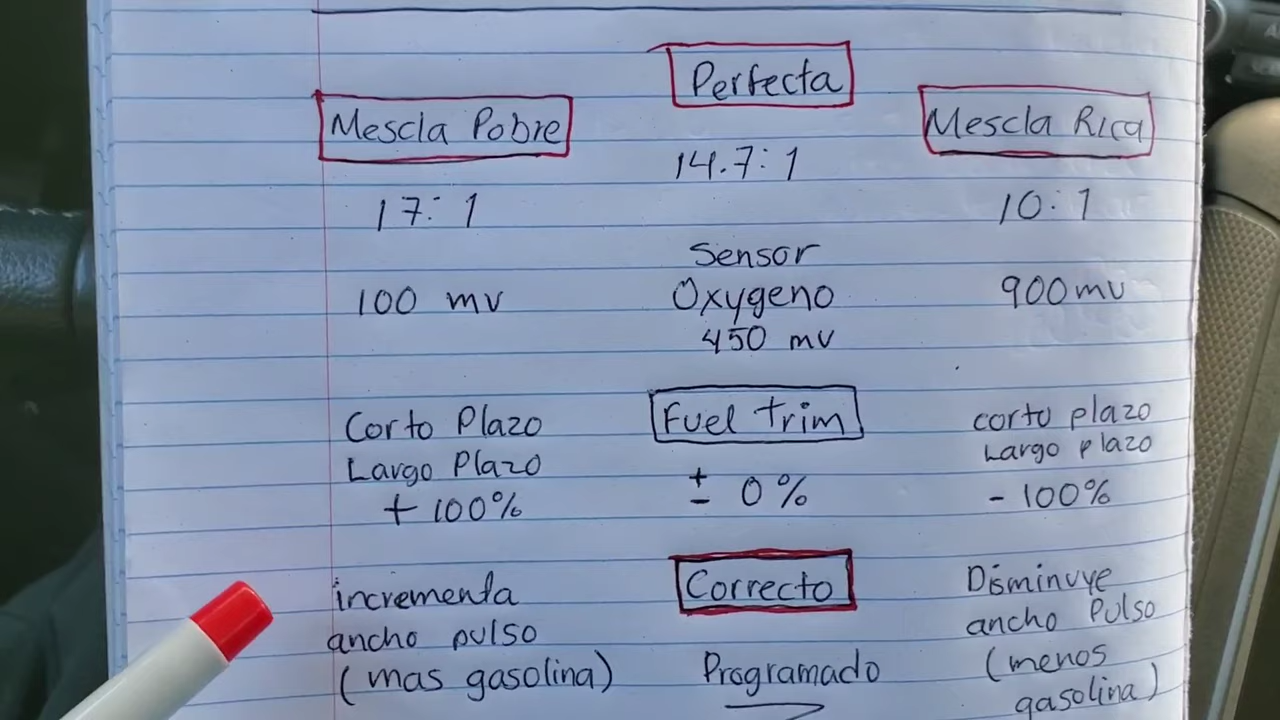 Perfecta
Mescla Pobre
Mescla Rica
14.7:1
17:1
10:1
Sensor
Oxygeno
450 mv
100 mv
900 mv
Corto Plazo
Largo Plazo
+ 100%
Fuel trim
± 0%
corto plazo
Largo plazo
- 100%
incrementa
ancho pulso
(mas gasolina)
Correcto
Programado
Disminuye
ancho Pulso
(menos
gasolina)